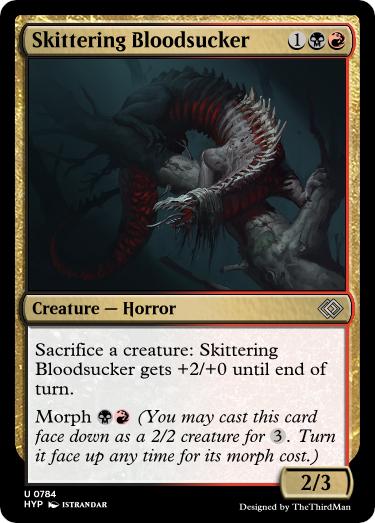 Skittering Bloodsucker 1
Creature — Horror
Sacrifice a creature: Skittering
Bloodsucker gets +2/+0 until end of
turn.
Morph (You may cast this card
face down as a 2/2 creature for 3. Turn
it face up any time for its morph cost.)
2/3
U 0784
HYP ISTRANDAR
Designed by TheThirdMan